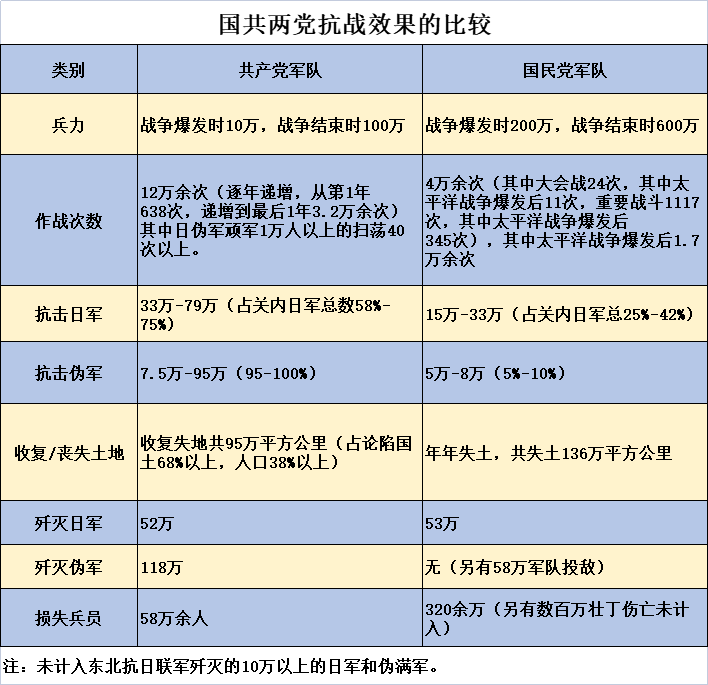 国共两党抗战效果的比较
类别
共产党军队
国民党军队
兵力
战争爆发时10万，战争结束时100万
战争爆发时200万，战争结束时600万
作战次数
12万余次（逐年递增，从第1年
638次，递增到最后1年3.2万余次）
其中日伪军顽军1万人以上的扫荡40
次以上。
4万余次（其中大会战24次，其中太
平洋战争爆发后11次，重要战斗1117
次，其中太平洋战争爆发后
345次），其中太平洋战争爆发后1.7
万余次
抗击日军
33万-79万（占关内日军总数58%-
75%）
15万-33万（占关内日军总25%-42%）
抗击伪军
7.5万-95万（95-100%）
5万-8万（5%-10%）
收复/丧失土地
收复失地共95万平方公里（占论陷国
土68%以上，人口38%以上）
年年失土，共失土136万平方公里
歼灭日军
52万
53万
歼灭伪军
118万
无（另有58万军队投敌）
损失兵员
58万余人
320余万（另有数百万壮丁伤亡未计
入）
注：未计入东北抗日联军歼灭的10万以上的日军和伪满军。